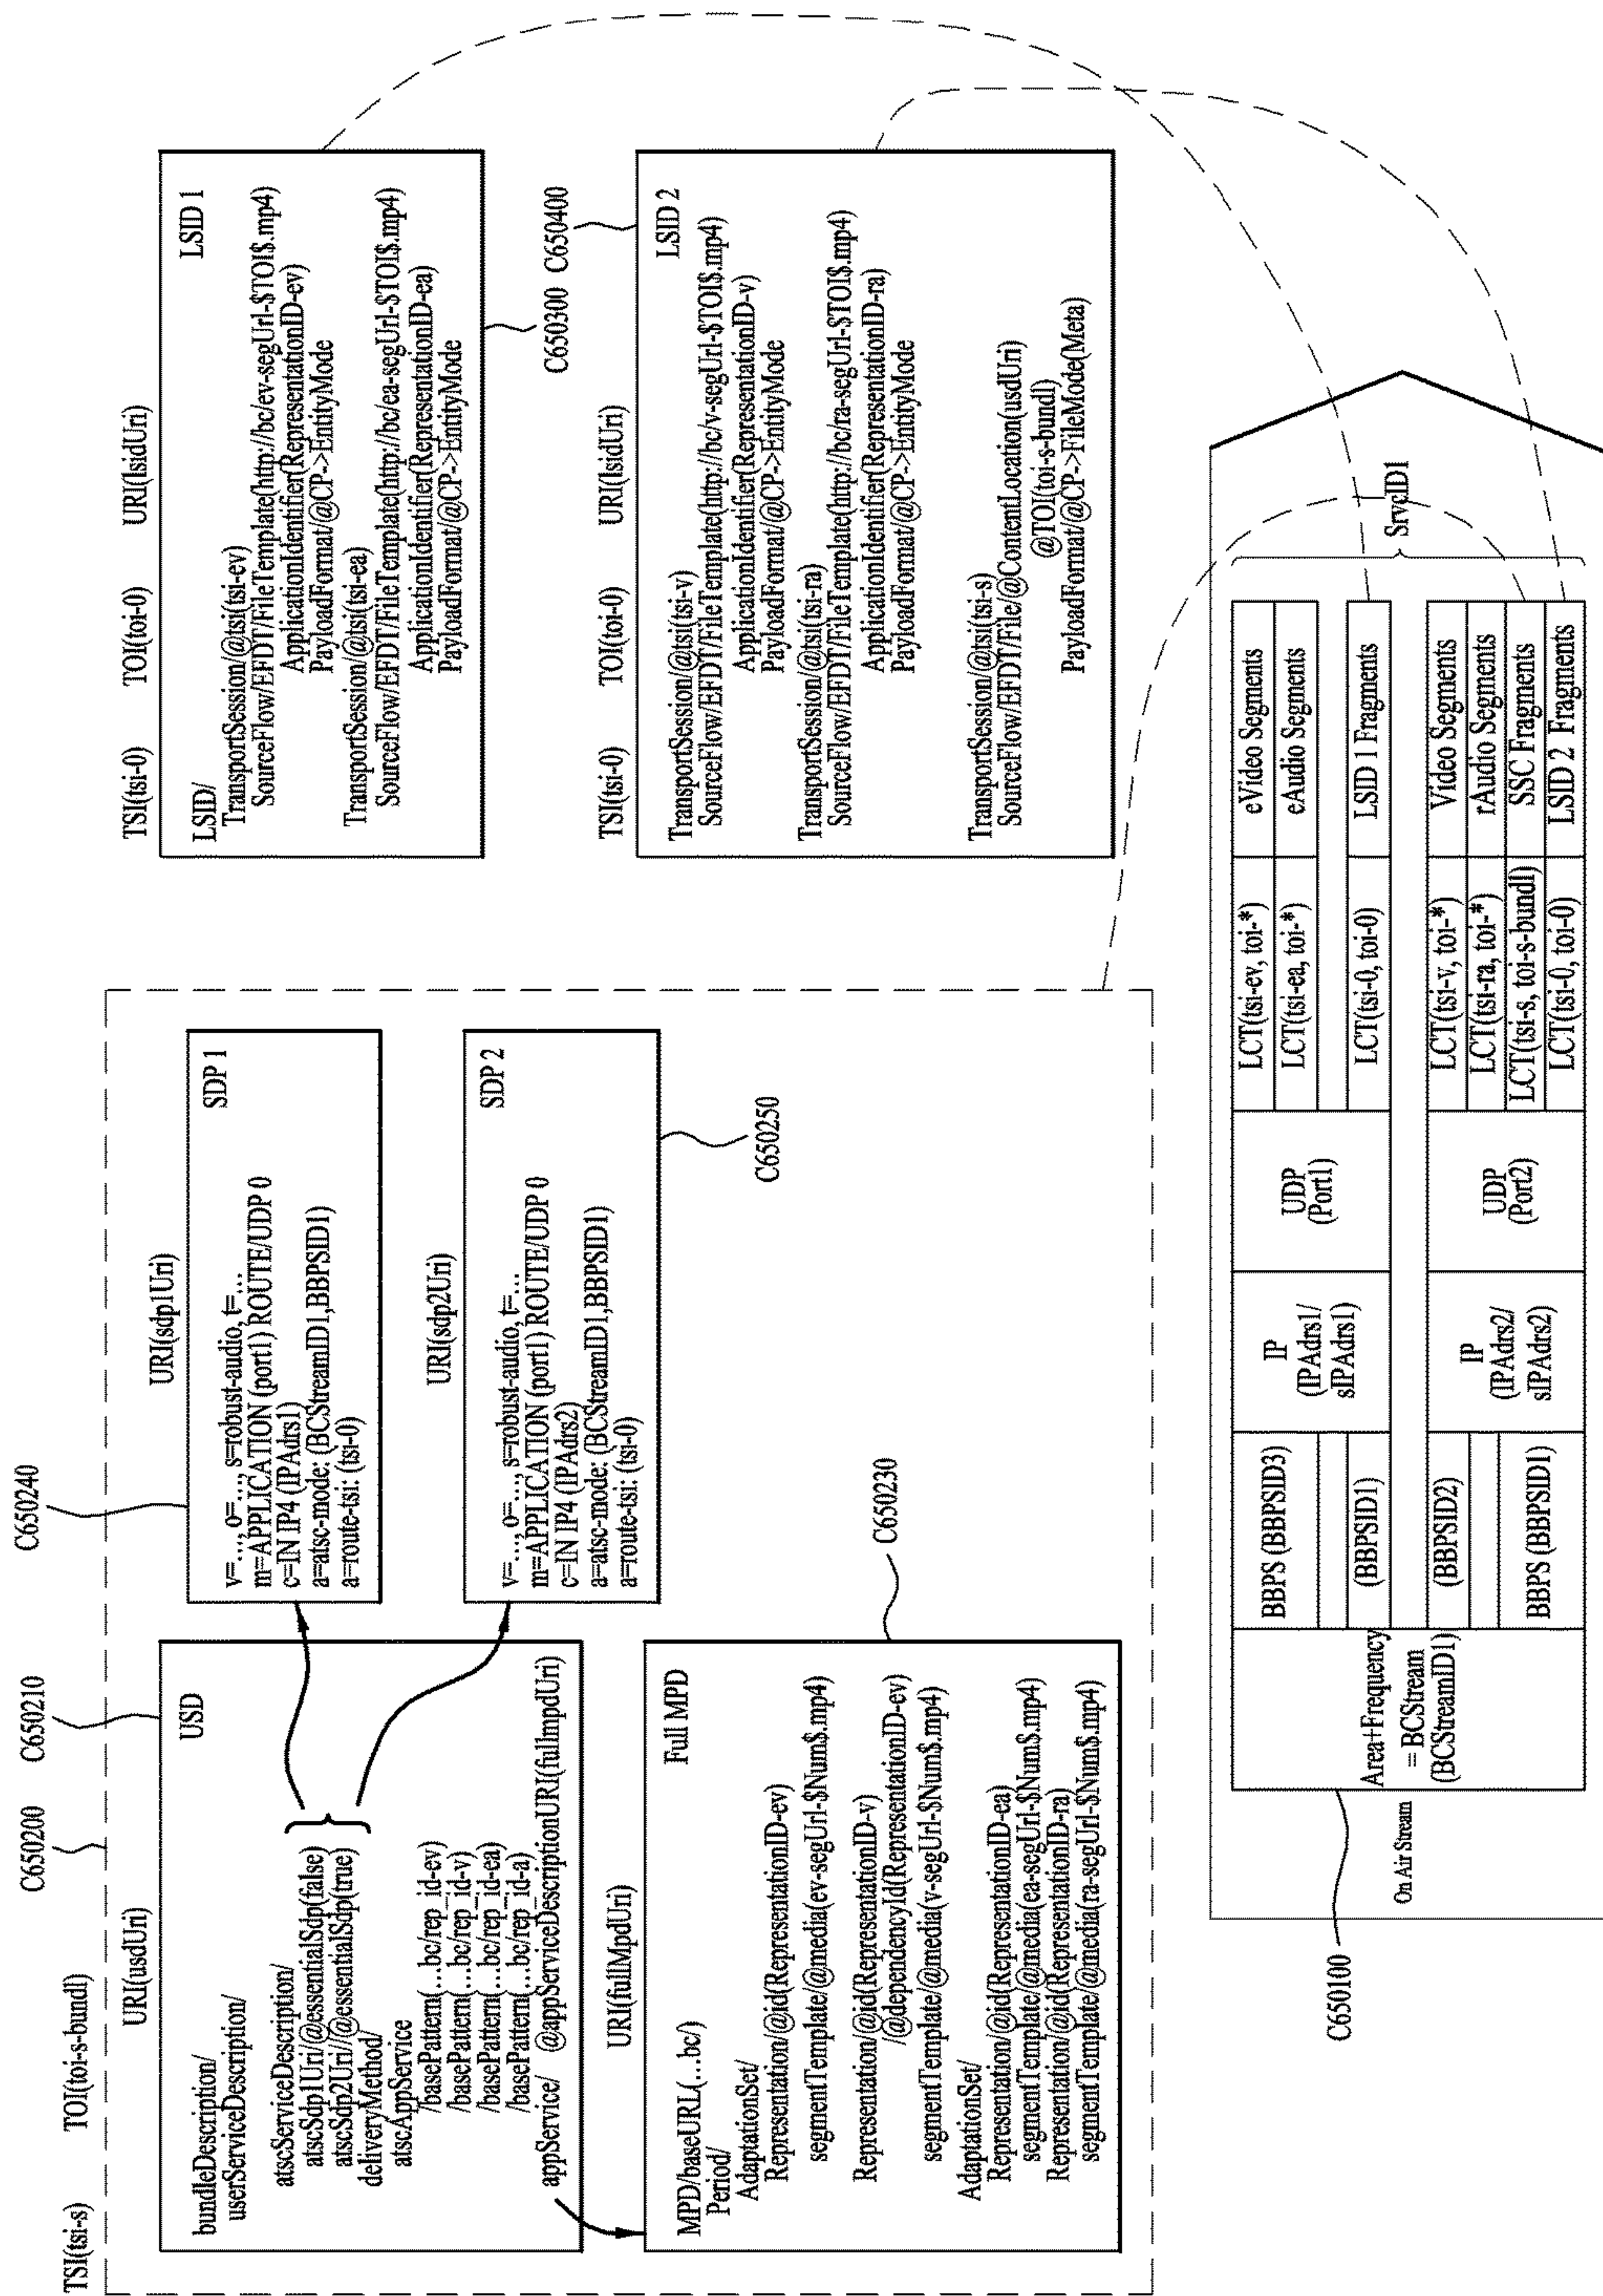 C650200
C650210
C650240
TSI(tsi-s)
TOI(toi-s-bundl)
URI(usdUri)
USD
bundleDescription/
userServiceDescription/
atscServiceDescription/
atscSdp1Uri/@essentialSdp(false)
atscSdp2Uri/@essentialSdp(true)
deliveryMethod/
atscAppService
/basePattern(...bc/rep_id-ev)
/basePattern(...bc/rep_id-v)
/basePattern(...bc/rep_id-ea)
/basePattern(...bc/rep_id-a)
appService/ @appServiceDescriptionURI(fullmpdUri)
URI(fullMpdUri)
Full MPD
MPD/baseURL(...bc/)
Period/
AdaptationSet/
Representation/@id(RepresentationID-ev)
segmentTemplate/@media(ev-segUrl-$Num$.mp4)
Representation/@id(RepresentationID-v)
/@dependencyId(RepresentationID-ev)
segmentTemplate/@media(v-segUrl-$Num$.mp4)
AdaptationSet/
Representation/@id(RepresentationID-ea)
segmentTemplate/@media(ea-segUrl-$Num$.mp4)
Representation/@id(RepresentationID-ra)
segmentTemplate/@media(ra-segUrl-$Num$.mp4)
C650230
URI(sdp1Uri)
SDP 1
v=..., o=..., s=robust-audio, t=...
m=APPLICATION (port1) ROUTE/UDP 0
c=IN IP4 (IPAdrs1)
a=atsc-mode: (BCStreamID1,BBPSID1)
a=route-tsi: (tsi-0)
URI(sdp2Uri)
SDP 2
v=..., o=..., s=robust-audio, t=...
m=APPLICATION (port1) ROUTE/UDP 0
c=IN IP4 (IPAdrs2)
a=atsc-mode: (BCStreamID1,BBPSID1)
a=route-tsi: (tsi-0)
C650250
TSI(tsi-0)
TOI(toi-0)
URI(lsidUri)
LSID 1
LSID/
TransportSession/@tsi(tsi-ev)
SourceFlow/EFDT/FileTemplate(http://bc/ev-segUrl-$TOI$.mp4)
ApplicationIdentifier(RepresentationID-ev)
PayloadFormat/@CP->EntityMode
TransportSession/@tsi(tsi-ea)
SourceFlow/EFDT/FileTemplate(http://bc/ea-segUrl-$TOI$.mp4)
ApplicationIdentifier(RepresentationID-ea)
PayloadFormat/@CP->EntityMode
C650300
C650400
TSI(tsi-0)
TOI(toi-0)
URI(lsidUri)
LSID 2
TransportSession/@tsi(tsi-v)
SourceFlow/EFDT/FileTemplate(http://bc/v-segUrl-$TOI$.mp4)
ApplicationIdentifier(RepresentationID-v)
PayloadFormat/@CP->EntityMode
TransportSession/@tsi(tsi-ra)
SourceFlow/EFDT/FileTemplate(http://bc/ra-segUrl-$TOI$.mp4)
ApplicationIdentifier(RepresentationID-ra)
PayloadFormat/@CP->EntityMode
TransportSession/@tsi(tsi-s)
SourceFlow/EFDT/File/@ContentLocation(usdUri)
@TOI(toi-s-bundl)
PayloadFormat/@CP->FileMode(Meta)
C650100
On Air Stream
Area+Frequency
= BCStream
(BCStreamID1)
BBPS (BBPSID3)
(BBPSID1)
(BBPSID2)
BBPS (BBPSID1)
IP
(IPAdrs1/
sIPAdrs1)
IP
(IPAdrs2/
sIPAdrs2)
UDP
(Port1)
UDP
(Port2)
LCT(tsi-ev, toi-*)
eVideo Segments
LCT(tsi-ea, toi-*)
eAudio Segments
LCT(tsi-0, toi-0)
LSID 1 Fragments
LCT(tsi-v, toi-*)
Video Segments
LCT(tsi-ra, toi-*)
rAudio Segments
LCT(tsi-s, toi-s-bundl)
SSC Fragments
LCT(tsi-0, toi-0)
LSID 2 Fragments
SrvcID1